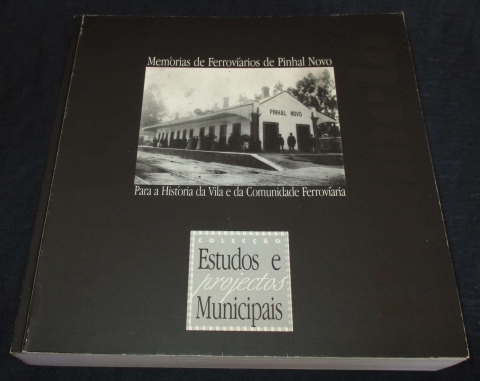 Memórias de Ferroviários de Pinhal Novo
PINHAL NOVO
Para a História da Vila e da Comunidade Ferroviária
COLECÇÃO
Estudos e
projectos
Municipais